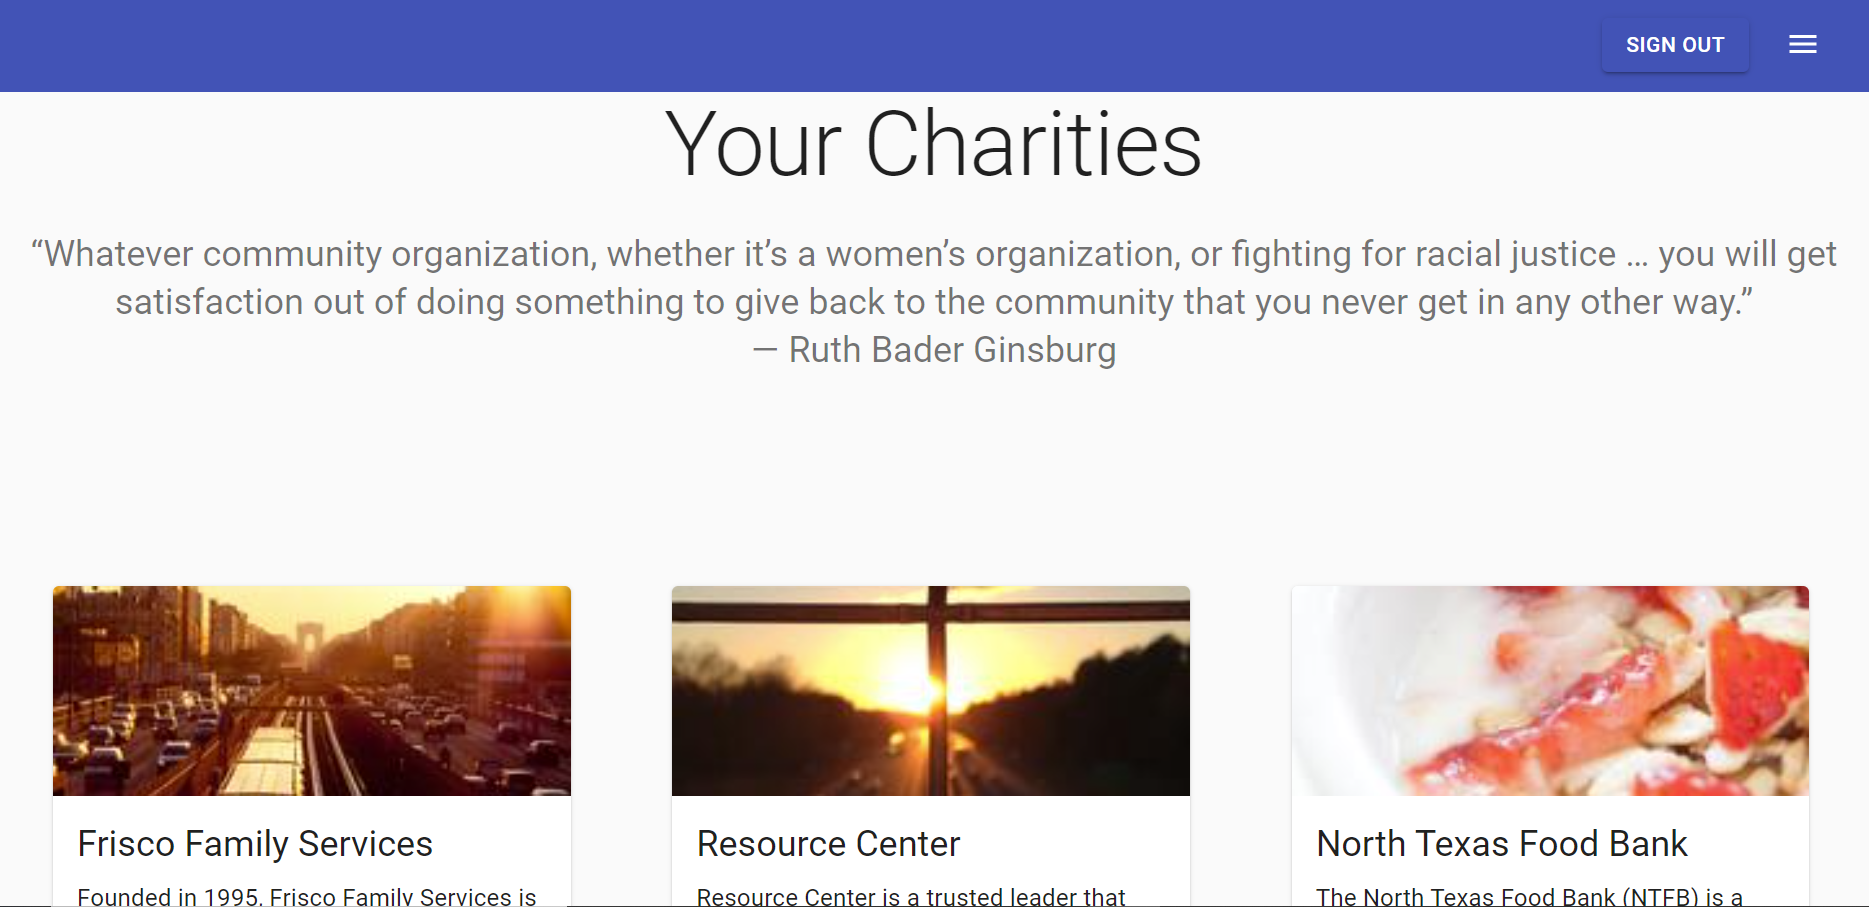 SIGN OUT
Your Charities
“Whatever community organization, whether it’s a women’s organization, or fighting for racial justice ... you will get
satisfaction out of doing something to give back to the community that you never get in any other way.”
— Ruth Bader Ginsburg
Frisco Family Services
Founded in 1995, Frisco Family Services is
Resource Center
Resource Center is a trusted leader that
North Texas Food Bank
The North Texas Food Bank (NTFB) is a